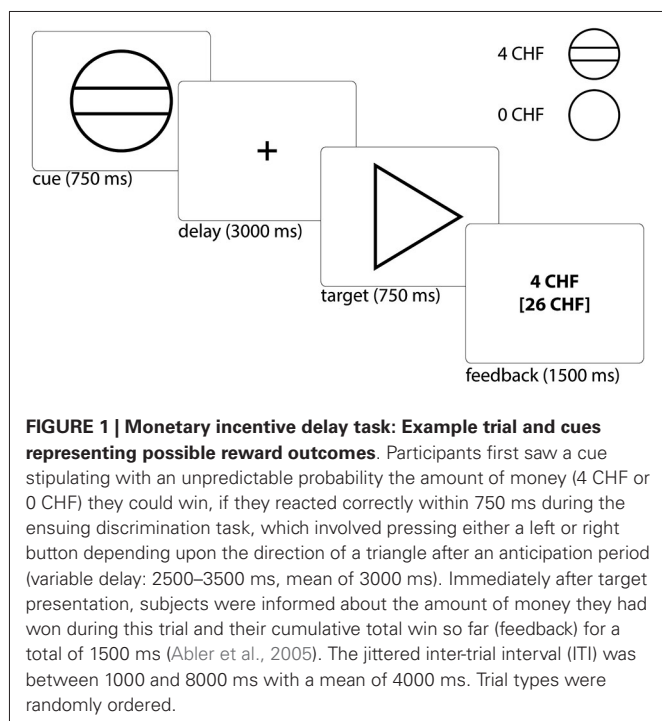 4 CHF
0 CHF
cue (750 ms)
+
delay (3000 ms)
target (750 ms)
4 CHF
[26 CHF]
feedback (1500 ms)
FIGURE 1 | Monetary incentive delay task: Example trial and cues
representing possible reward outcomes. Participants first saw a cue
stipulating with an unpredictable probability the amount of money (4 CHF or
0 CHF) they could win, if they reacted correctly within 750 ms during the
ensuing discrimination task, which involved pressing either a left or right
button depending upon the direction of a triangle after an anticipation period
(variable delay: 2500–3500 ms, mean of 3000 ms). Immediately after target
presentation, subjects were informed about the amount of money they had
won during this trial and their cumulative total win so far (feedback) for a
total of 1500 ms (Abler et al., 2005). The jittered inter-trial interval (ITI) was
between 1000 and 8000 ms with a mean of 4000 ms. Trial types were
randomly ordered.